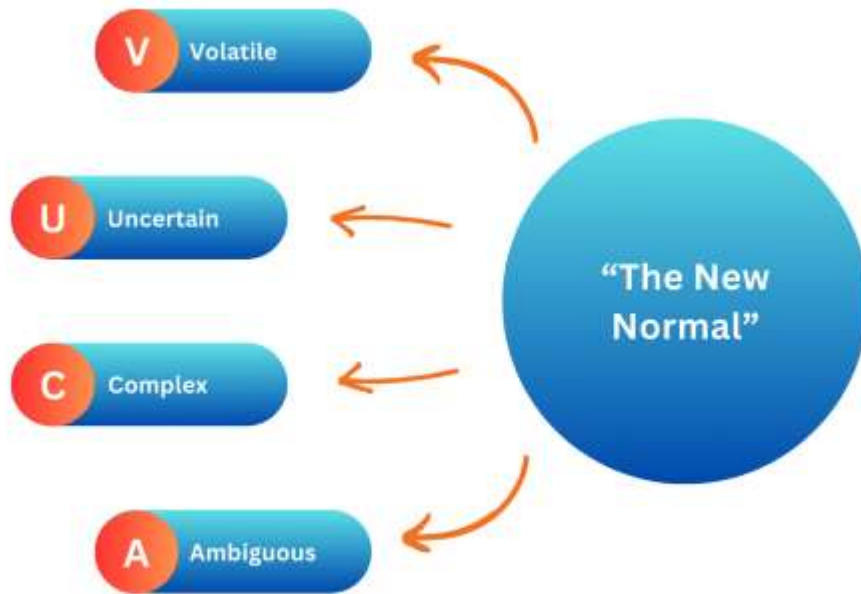 V Volatile
U Uncertain
C Complex
A Ambiguous
“The New
Normal”